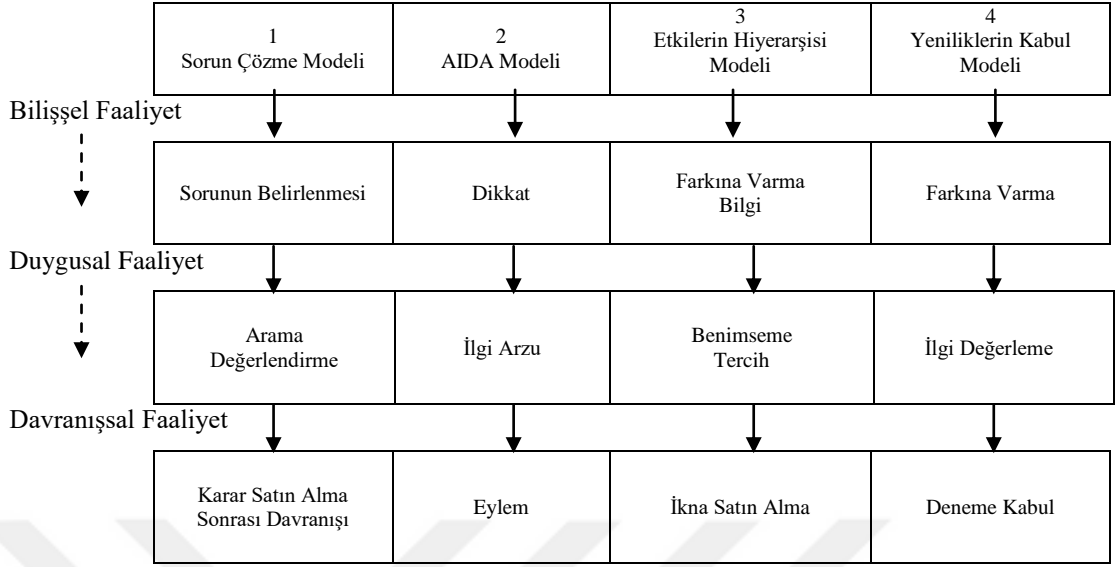 1
Sorun Çözme Modeli
2
AIDA Modeli
3
Etkilerin Hiyerarşisi
Modeli
4
Yeniliklerin Kabul
Modeli
Bilişsel Faaliyet
Sorunun Belirlenmesi
Dikkat
Farkına Varma
Bilgi
Farkına Varma
Duygusal Faaliyet
Arama
Değerlendirme
İlgi Arzu
Benimseme
Tercih
İlgi Değerleme
Davranışsal Faaliyet
Karar Satın Alma
Sonrası Davranışı
Eylem
İkna Satın Alma
Deneme Kabul